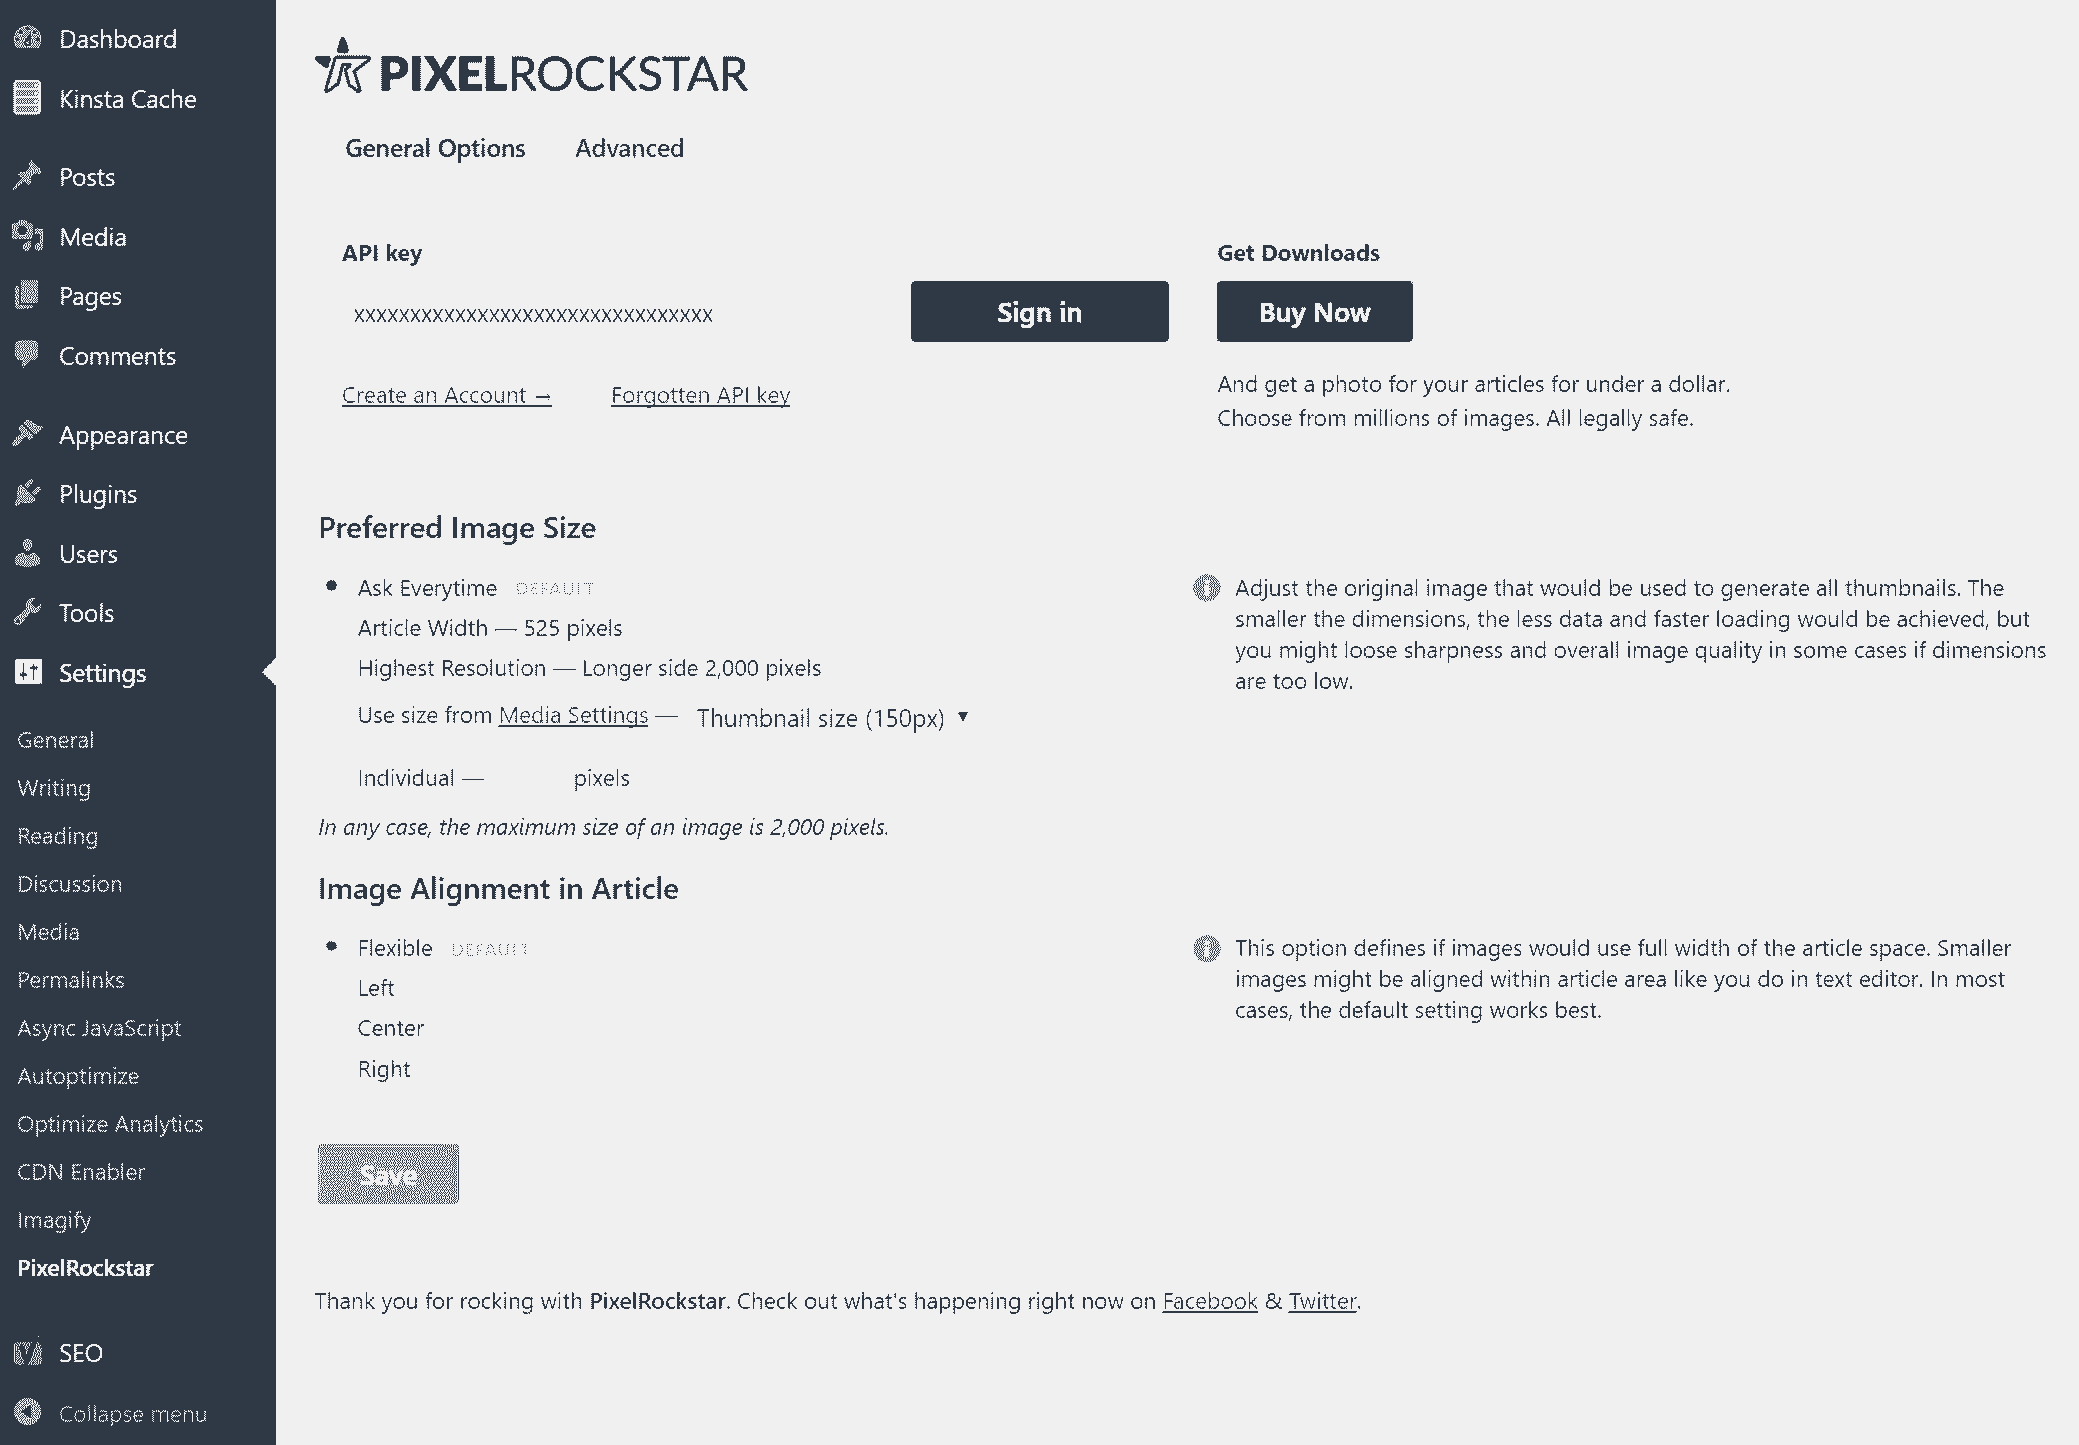 Dashboard
Kinsta Cache
Posts
Media
Pages
Comments
Appearance
Plugins
Users
Tools
Settings
General
Writing
Reading
Discussion
Media
Permalinks
Async JavaScript
Autoptimize
Optimize Analytics
CDN Enabler
Imagify
PixelRockstar
SEO
Collapse menu
PIXELROCKSTAR
General Options Advanced
API key
xxxxxxxxxxxxxxxxxxxxxxxxxxxxxxxx
Sign in
Create an Account → Forgotten API key
Get Downloads
Buy Now
And get a photo for your articles for under a dollar.
Choose from millions of images. All legally safe.
Preferred Image Size
Ask Everytime DEFAULT
Article Width — 525 pixels
Highest Resolution — Longer side 2,000 pixels
Use size from Media Settings — Thumbnail size (150px)
Individual — pixels
In any case, the maximum size of an image is 2,000 pixels.
Adjust the original image that would be used to generate all thumbnails. The
smaller the dimensions, the less data and faster loading would be achieved, but
you might loose sharpness and overall image quality in some cases if dimensions
are too low.
Image Alignment in Article
Flexible DEFAULT
Left
Center
Right
This option defines if images would use full width of the article space. Smaller
images might be aligned within article area like you do in text editor. In most
cases, the default setting works best.
Save
Thank you for rocking with PixelRockstar. Check out what's happening right now on Facebook & Twitter.